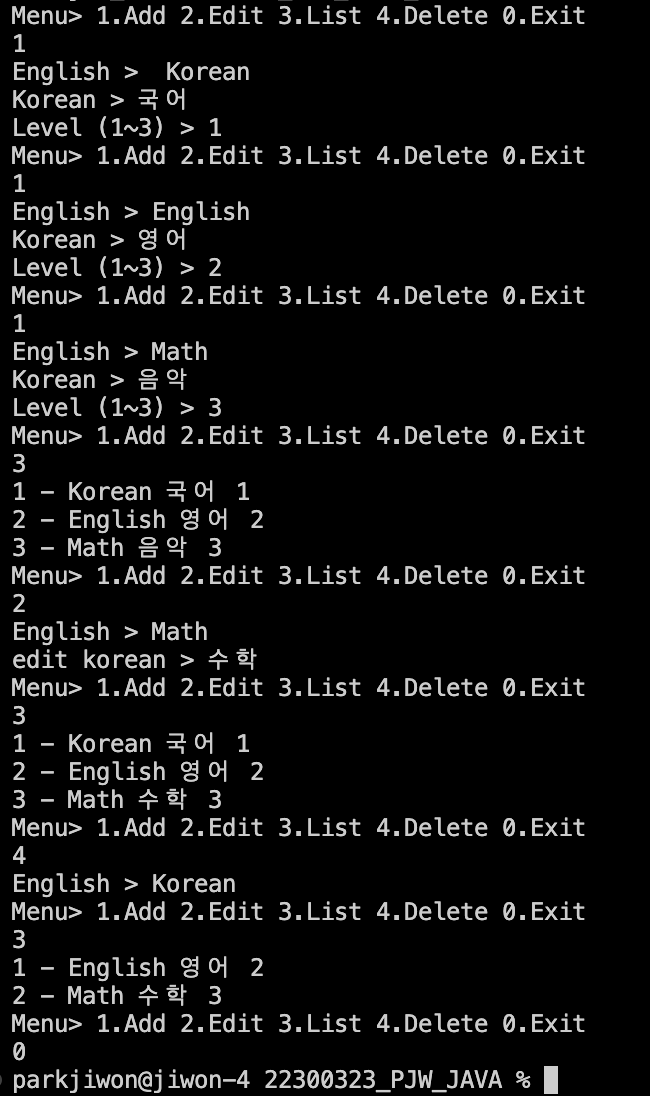 Menu> 1.Add 2.Edit 3.List 4.Delete 0.Exit
1
English >  Korean
Korean > 국어
Level (1~3) > 1
Menu> 1.Add 2.Edit 3.List 4.Delete 0.Exit
1
English > English
Korean > 영어
Level (1~3) > 2
Menu> 1.Add 2.Edit 3.List 4.Delete 0.Exit
1
English > Math
Korean > 음악
Level (1~3) > 3
Menu> 1.Add 2.Edit 3.List 4.Delete 0.Exit
3
1 - Korean 국어 1
2 - English 영어 2
3 - Math 음악 3
Menu> 1.Add 2.Edit 3.List 4.Delete 0.Exit
2
English > Math
edit korean > 수학
Menu> 1.Add 2.Edit 3.List 4.Delete 0.Exit
3
1 - Korean 국어 1
2 - English 영어 2
3 - Math 수학 3
Menu> 1.Add 2.Edit 3.List 4.Delete 0.Exit
4
English > Korean
Menu> 1.Add 2.Edit 3.List 4.Delete 0.Exit
3
1 - English 영어 2
2 - Math 수학 3
Menu> 1.Add 2.Edit 3.List 4.Delete 0.Exit
0
parkjiwon@jiwon-4 22300323_PJW_JAVA %